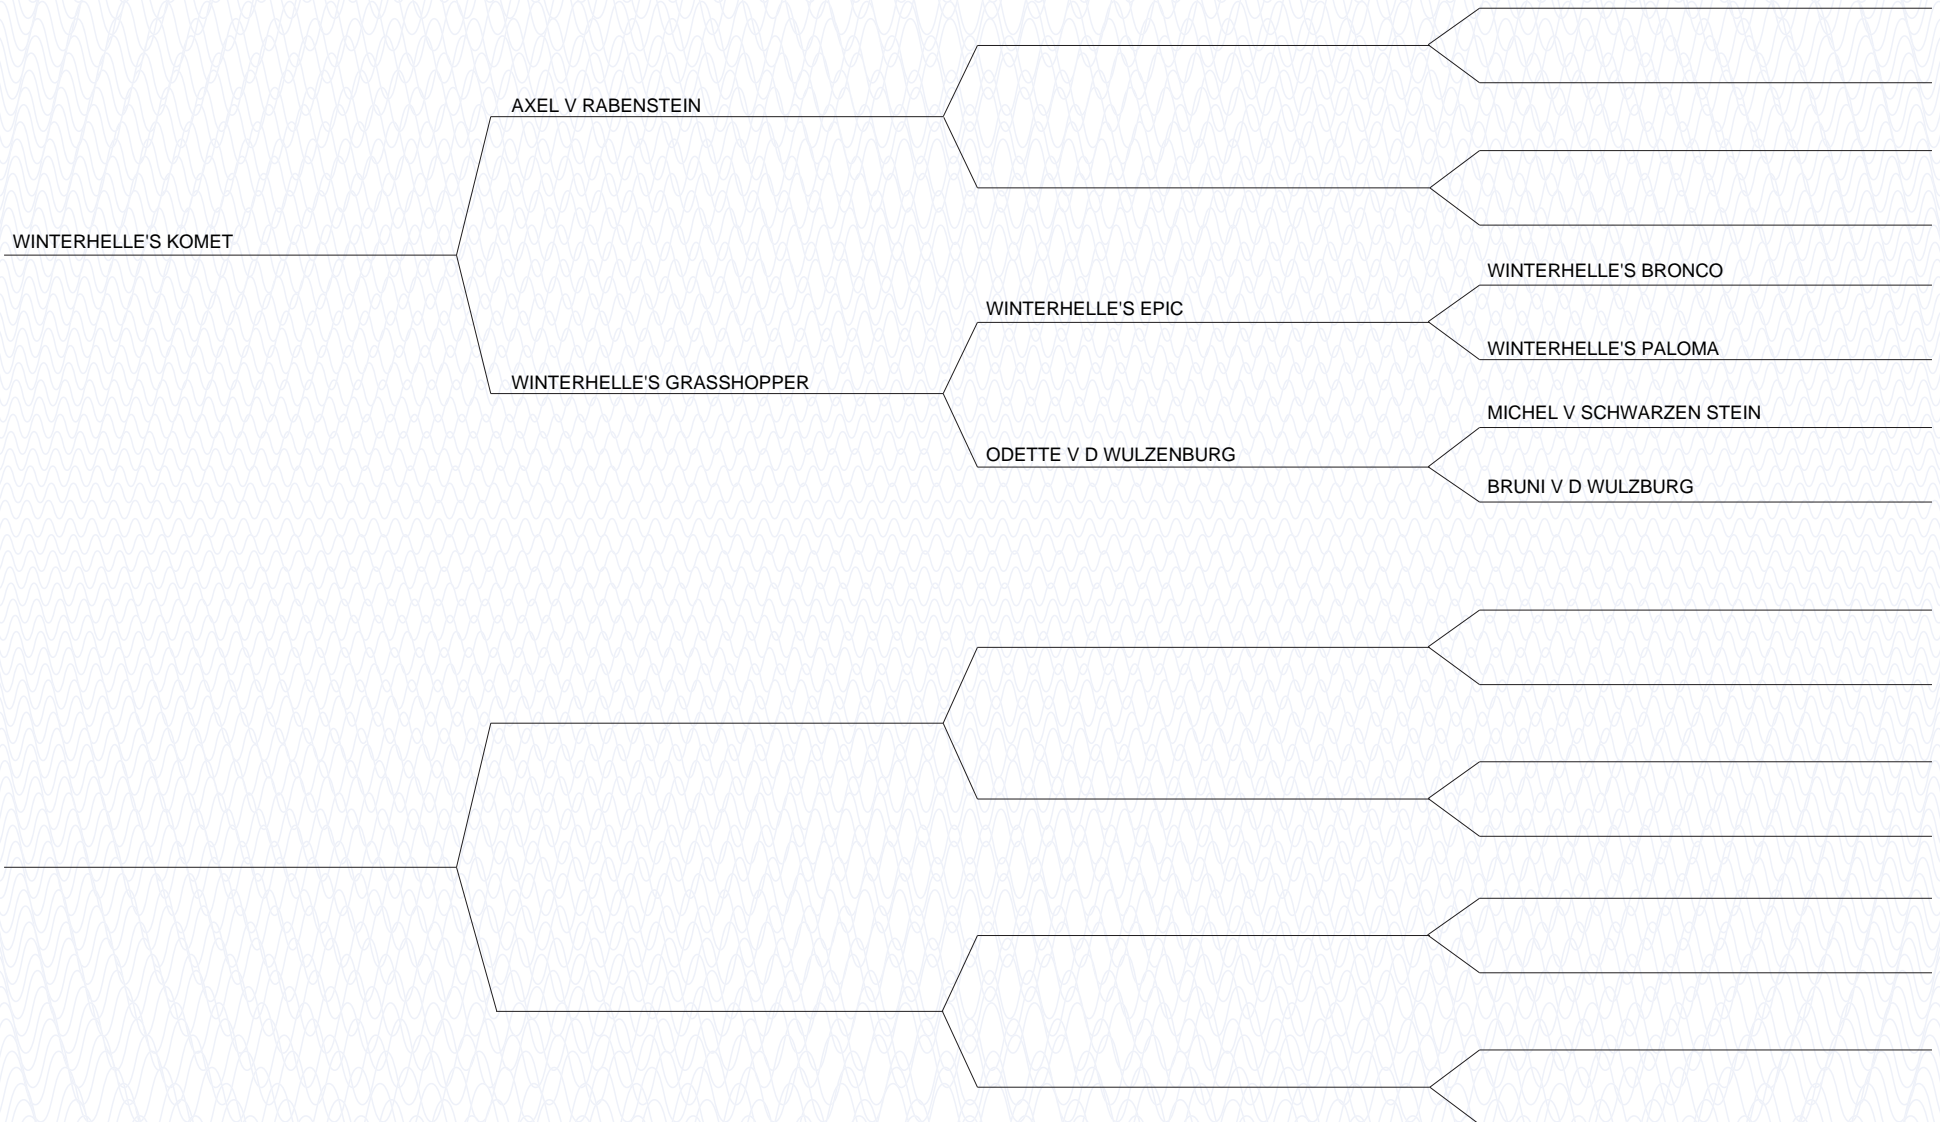 AXEL V RABENSTEIN
WINTERHELLE'S KOMET
WINTERHELLE'S BRONCO
WINTERHELLE'S EPIC
WINTERHELLE'S PALOMA
WINTERHELLE'S GRASSHOPPER
MICHEL V SCHWARZEN STEIN
ODETTE V D WULZENBURG
BRUNI V D WULZBURG